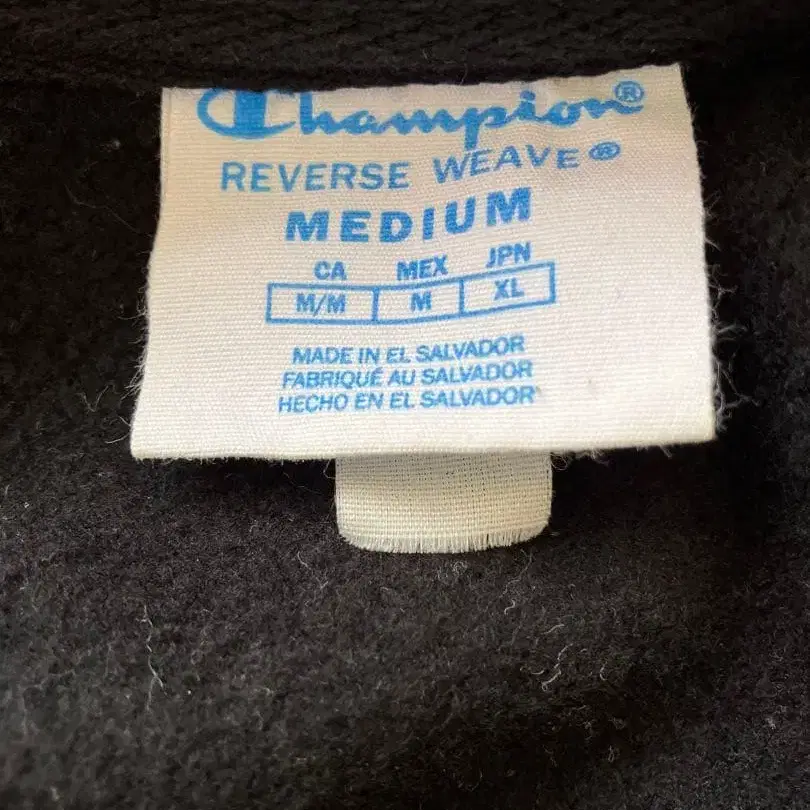 Champion®
REVERSE WEAVE®
MEDIUM
CA MEX JPN
M/M M XL
MADE IN EL SALVADOR
FABRIQUÉ AU SALVADOR
HECHO EN EL SALVADOR